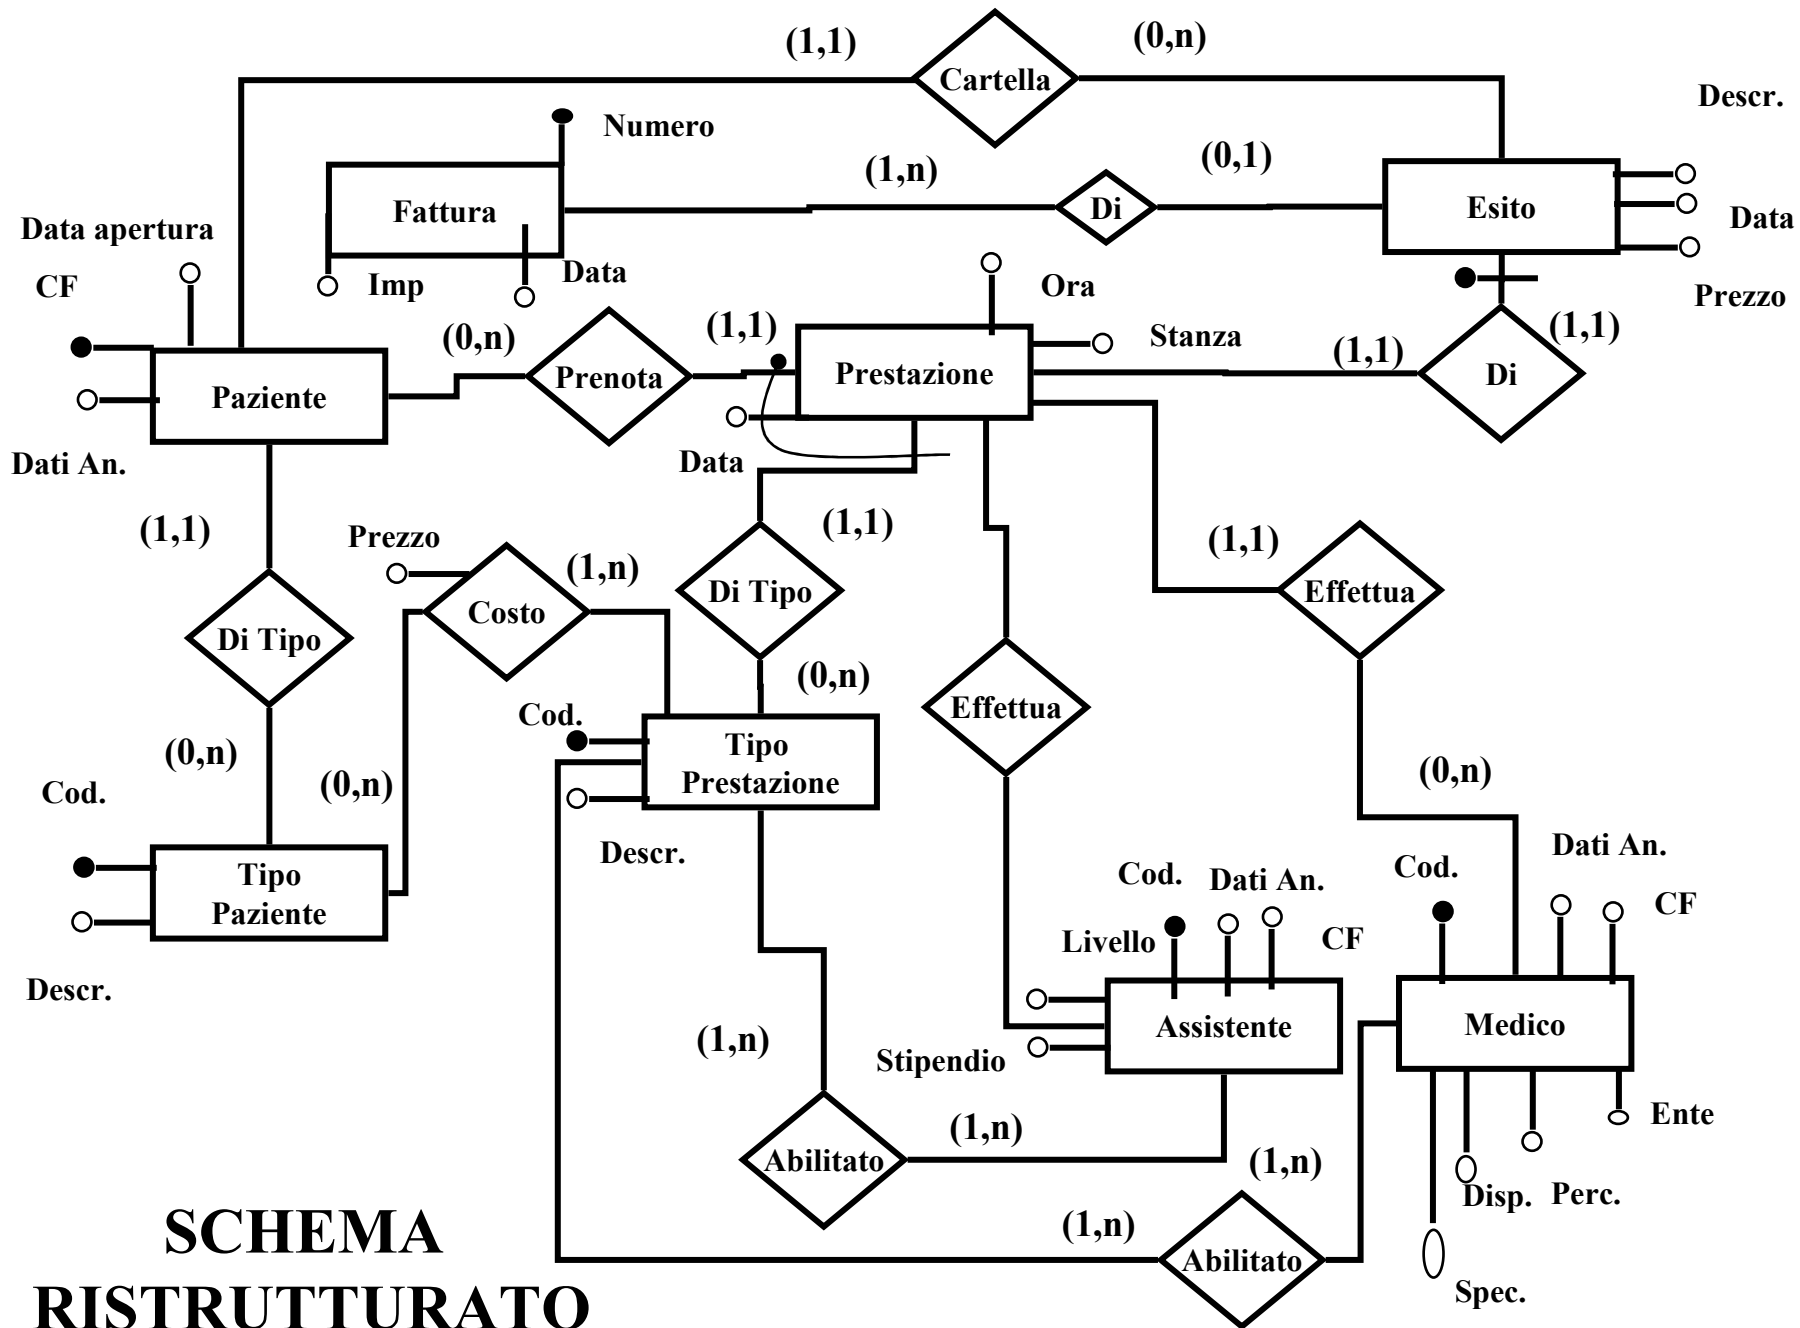 (1,1)
(0,n)
Cartella
Descr.
Numero
(1,n)
(0,1)
Fattura
Di
Esito
Data apertura
Data
CF
Imp
Data
Ora
Prezzo
(0,n)
(1,1)
Stanza
(1,1)
(1,1)
Paziente
Prenota
Prestazione
Di
Dati An.
Data
(1,1)
Prezzo
(1,n)
(1,1)
(1,1)
Di Tipo
Costo
Di Tipo
Effettua
(0,n)
Effettua
(0,n)
(0,n)
Cod.
Tipo
Prestazione
(0,n)
Cod.
Descr.
Tipo
Paziente
Cod.
Dati An.
Cod.
Dati An.
CF
Livello
CF
Descr.
Assistente
Medico
(1,n)
Stipendio
Ente
(1,n)
Abilitato
(1,n)
Disp.
Perc.
SCHEMA
RISTRUTTURATO
(1,n)
Abilitato
Spec.